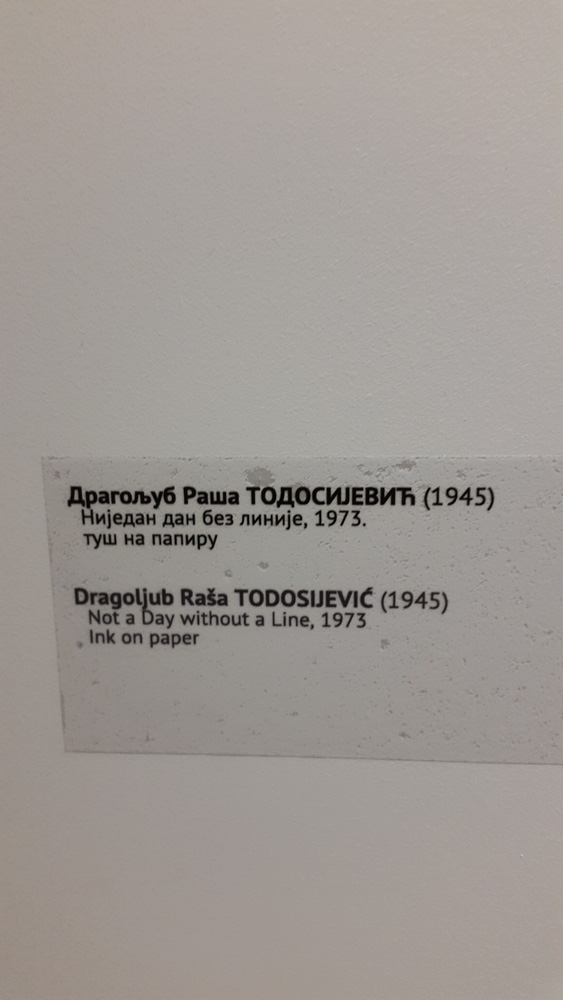 Драгољуб Раша ТОДОСИЈЕВИЋ (1945)
Ниједан дан без линије, 1973.
туш на папиру
Dragoljub Raša TODOSIJEVIĆ (1945)
Not a Day without a Line, 1973
Ink on paper